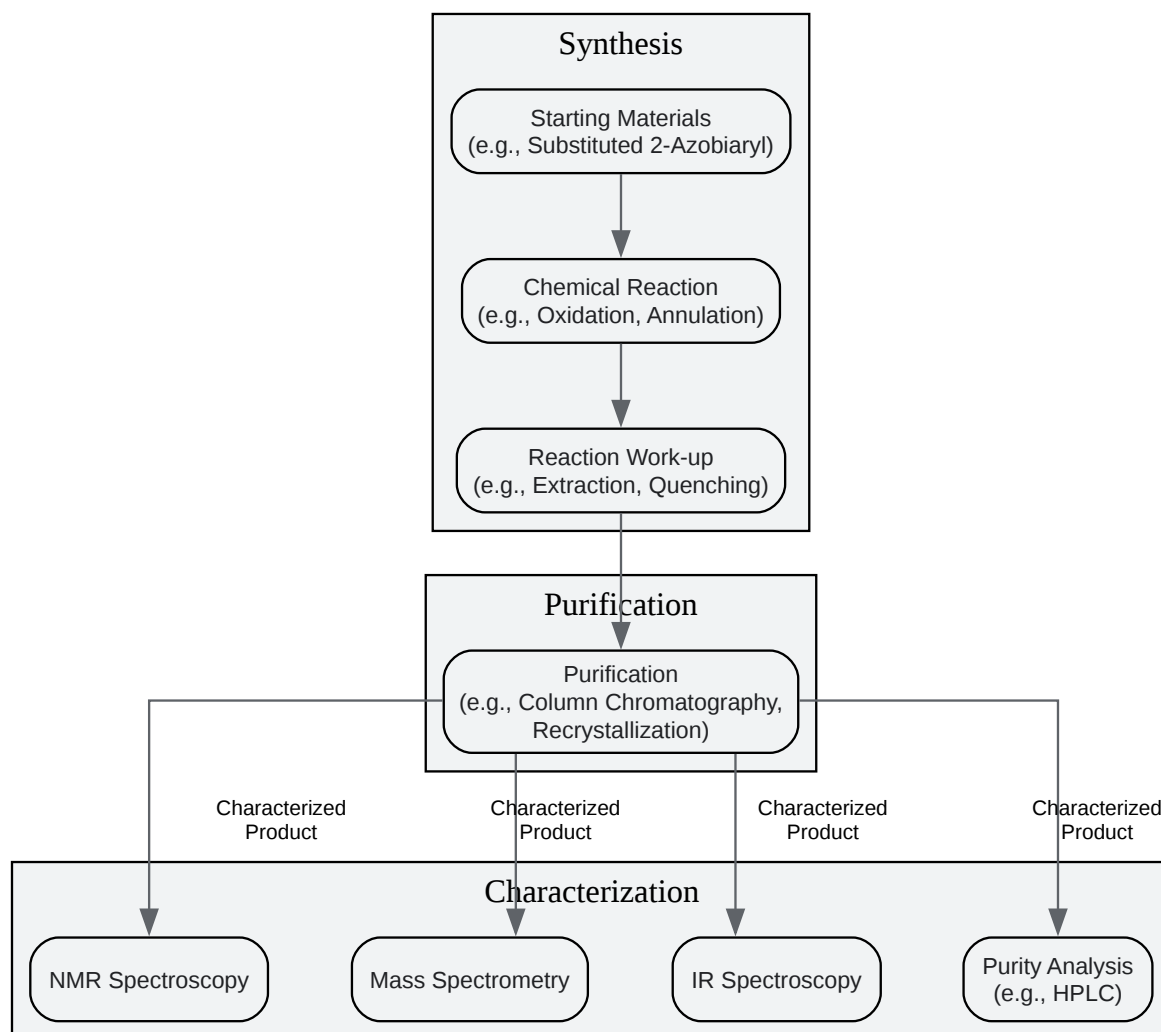 Synthesis
Starting Materials
(e.g., Substituted 2-Azobiaryl)
Chemical Reaction
(e.g., Oxidation, Annulation)
Reaction Work-up
(e.g., Extraction, Quenching)
Purification
Purification
(e.g., Column Chromatography,
Recrystallization)
Characterized
Product
Characterized
Product
Characterized
Product
Characterized
Product
Characterization
NMR Spectroscopy
Mass Spectrometry
IR Spectroscopy
Purity Analysis
(e.g., HPLC)